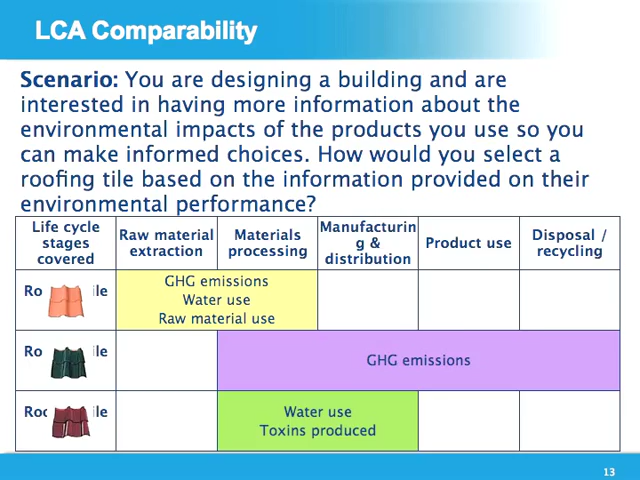 LCA Comparability
Scenario: You are designing a building and are
interested in having more information about the
environmental impacts of the products you use so you
can make informed choices. How would you select a
roofing tile based on the information provided on their
environmental performance?
Life cycle
stages
covered
Raw material
extraction
Materials
processing
Manufacturin
g &
distribution
Product use
Disposal /
recycling
GHG emissions
Water use
Raw material use
GHG emissions
Water use
Toxins produced
13